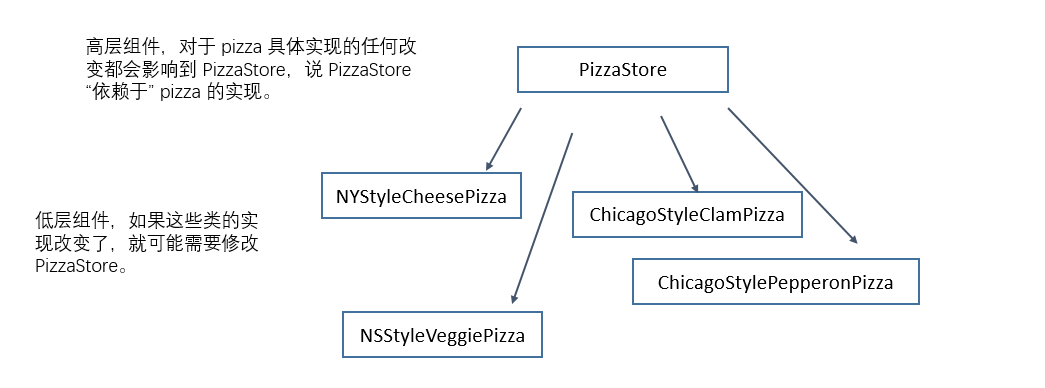 高层组件，对于 pizza 具体实现的任何改
变都会影响到 PizzaStore，说 PizzaStore
“依赖于” pizza 的实现。
PizzaStore
NYStyleCheesePizza
ChicagoStyleClamPizza
低层组件，如果这些类的实
现改变了，就可能需要修改
PizzaStore。
ChicagoStylePepperonPizza
NSStyleVeggiePizza